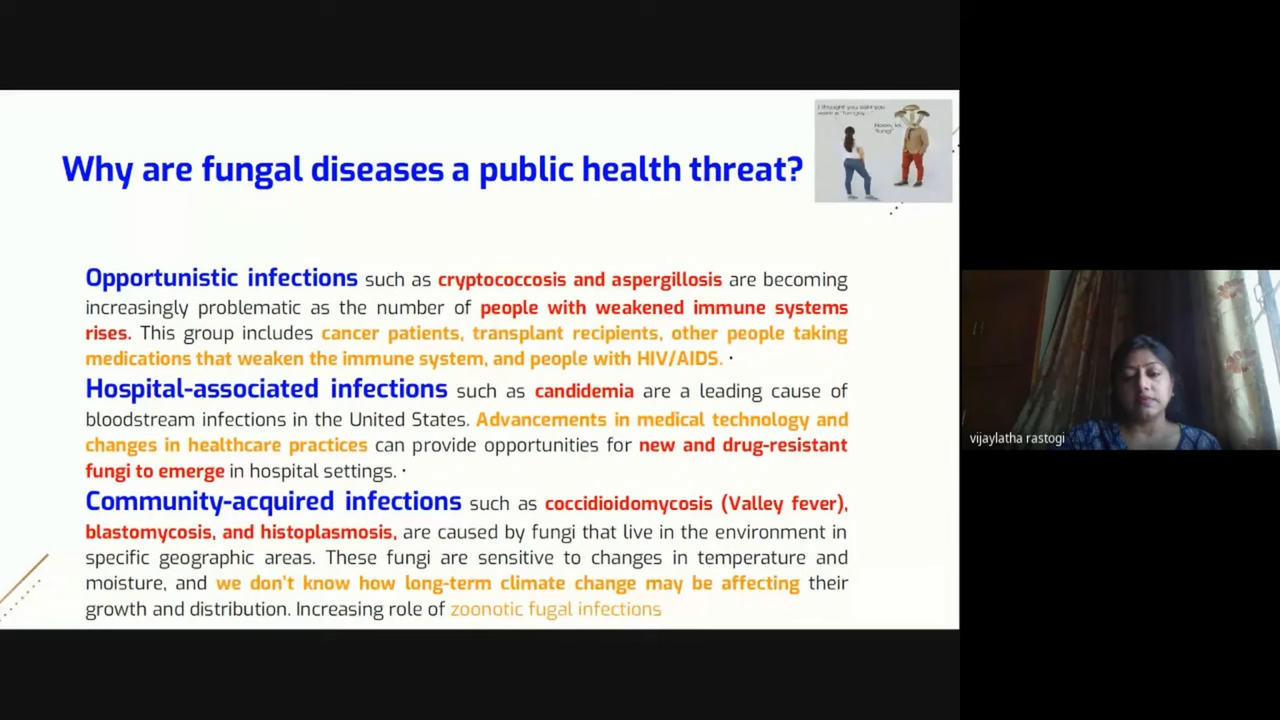 Why are fungal diseases a public health threat?
I thought you said you
were a "funguy..."
Opportunistic infections such as cryptococcosis and aspergillosis are becoming
increasingly problematic as the number of people with weakened immune systems
rises. This group includes cancer patients, transplant recipients, other people taking
medications that weaken the immune system, and people with HIV/AIDS. •
Hospital-associated infections such as candidemia are a leading cause of
bloodstream infections in the United States. Advancements in medical technology and
changes in healthcare practices can provide opportunities for new and drug-resistant
fungi to emerge in hospital settings. •
Community-acquired infections such as coccidioidomycosis (Valley fever),
blastomycosis, and histoplasmosis, are caused by fungi that live in the environment in
specific geographic areas. These fungi are sensitive to changes in temperature and
moisture, and we don't know how long-term climate change may be affecting their
growth and distribution. Increasing role of zoonotic fugal infections
vijaylatha rastogi